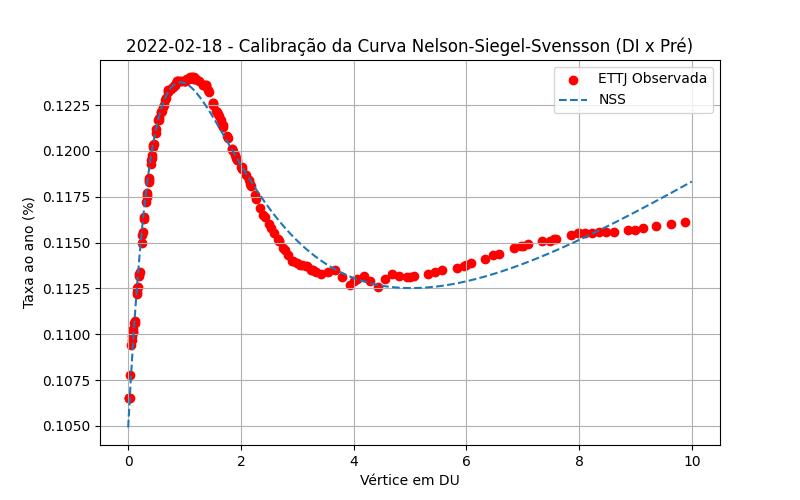 2022-02-18 - Calibração da Curva Nelson-Siegel-Svensson (DI x Pré)
ETTJ Observada
NSS
Taxa ao ano (%)
0.1225
0.1200
0.1175
0.1150
0.1125
0.1100
0.1075
0.1050
0
2
4
6
8
10
Vértice em DU